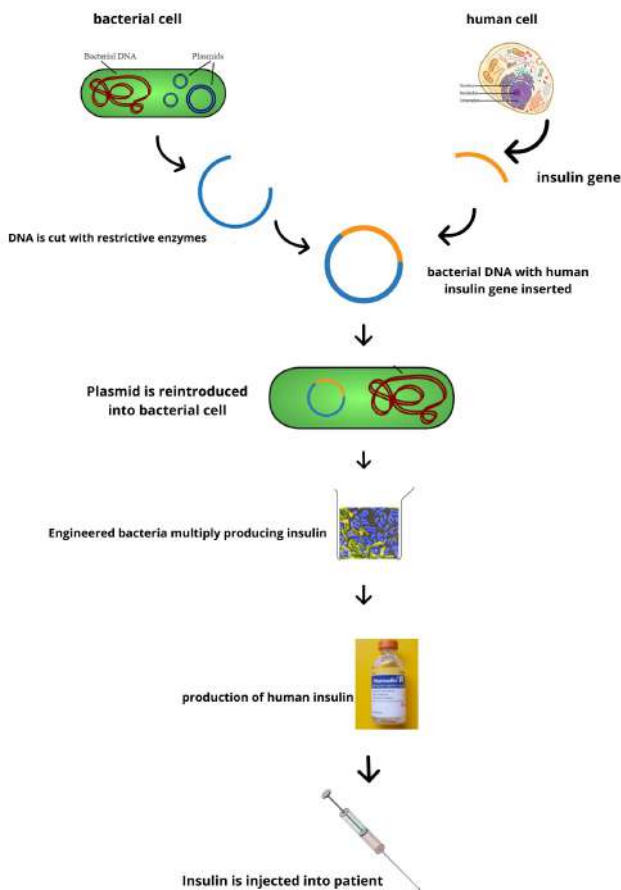 bacterial cell
human cell
Bacterial DNA
Plasmids
insulin gene
DNA is cut with restrictive enzymes
bacterial DNA with human
insulin gene inserted
Plasmid is reintroduced
into bacterial cell
Engineered bacteria multiply producing insulin
production of human insulin
Insulin is injected into patient